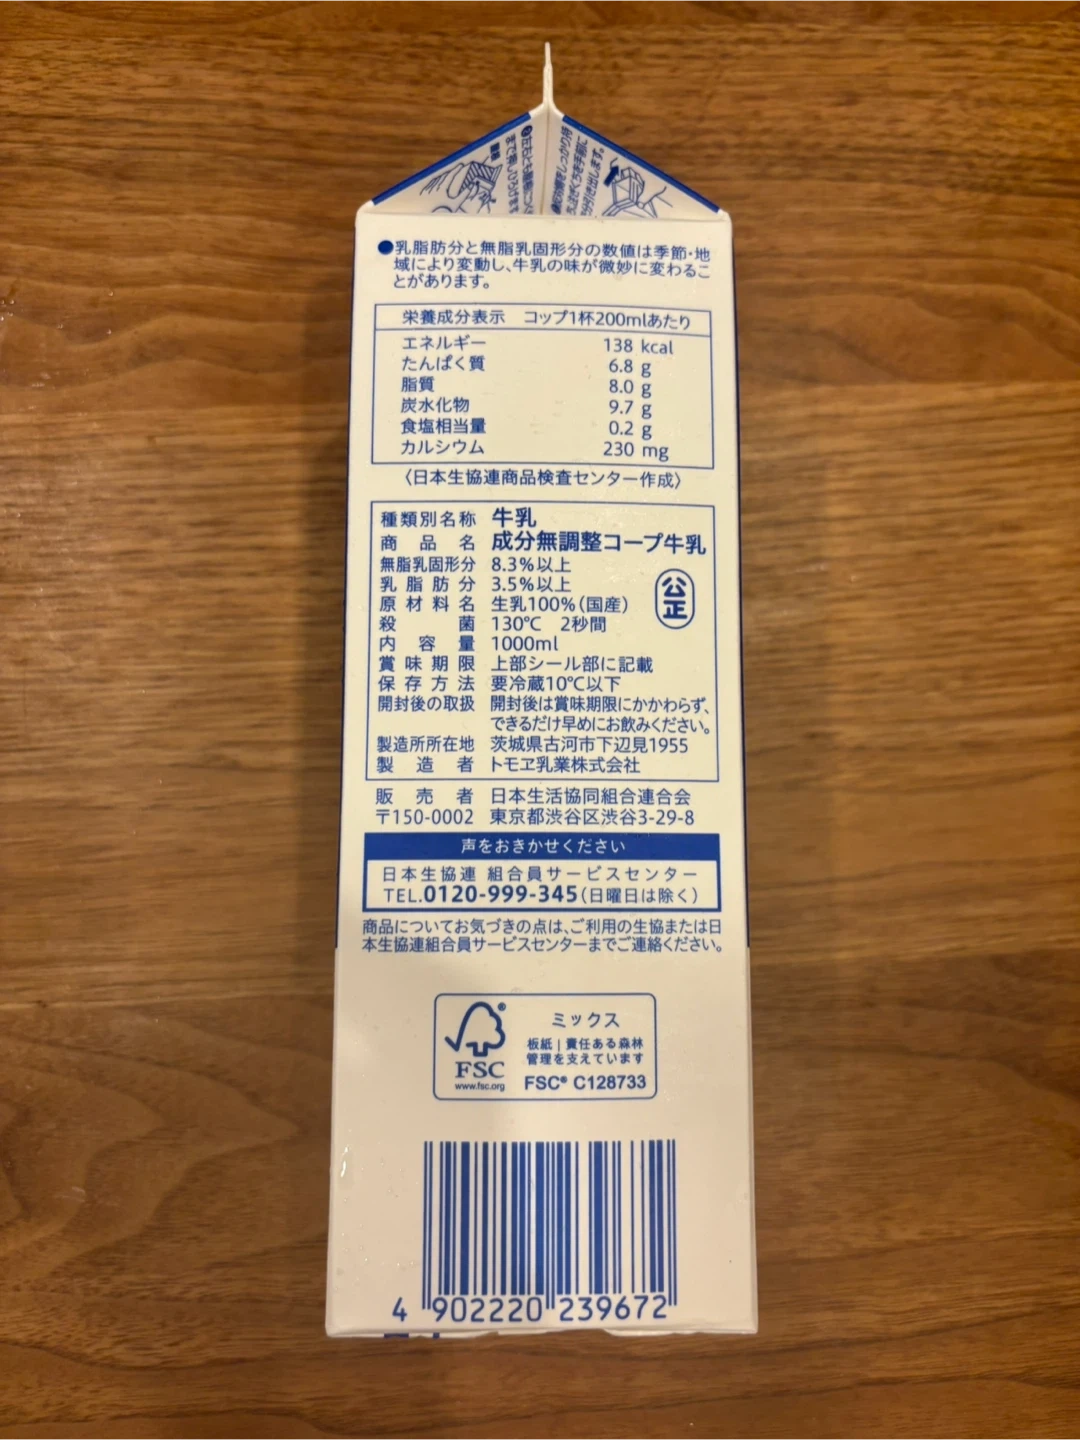 ●乳脂肪分と無脂乳固形分の数値は季節・地
域により変動し、牛乳の味が微妙に変わるこ
とがあります。
栄養成分表示 コップ1杯200mlあたり
エネルギー 138 kcal
たんぱく質 6.8 g
脂質 8.0 g
炭水化物 9.7 g
食塩相当量 0.2 g
カルシウム 230 mg
〈日本生協連商品検査センター作成〉
種類別名称 牛乳
商品名 成分無調整コープ牛乳
無脂乳固形分 8.3%以上
乳脂肪分 3.5%以上
原材料名 生乳100%(国産)
公正
殺菌 130℃ 2秒間
内容量 1000ml
賞味期限 上部シール部に記載
保存方法 要冷蔵10℃以下
開封後の取扱 開封後は賞味期限にかかわらず、
できるだけ早めにお飲みください。
製造所所在地 茨城県古河市下辺見1955
製造者 トモヱ乳業株式会社
販売者 日本生活協同組合連合会
〒150-0002 東京都渋谷区渋谷3-29-8
声をおきかせください
日本生協連 組合員サービスセンター
TEL.0120-999-345(日曜日は除く)
商品についてお気づきの点は、ご利用の生協または日
本生協連組合員サービスセンターまでご連絡ください。
ミックス
板紙 | 責任ある森林
管理を支えています
FSC® C128733
FSC
www.fsc.org
4 902220 239672